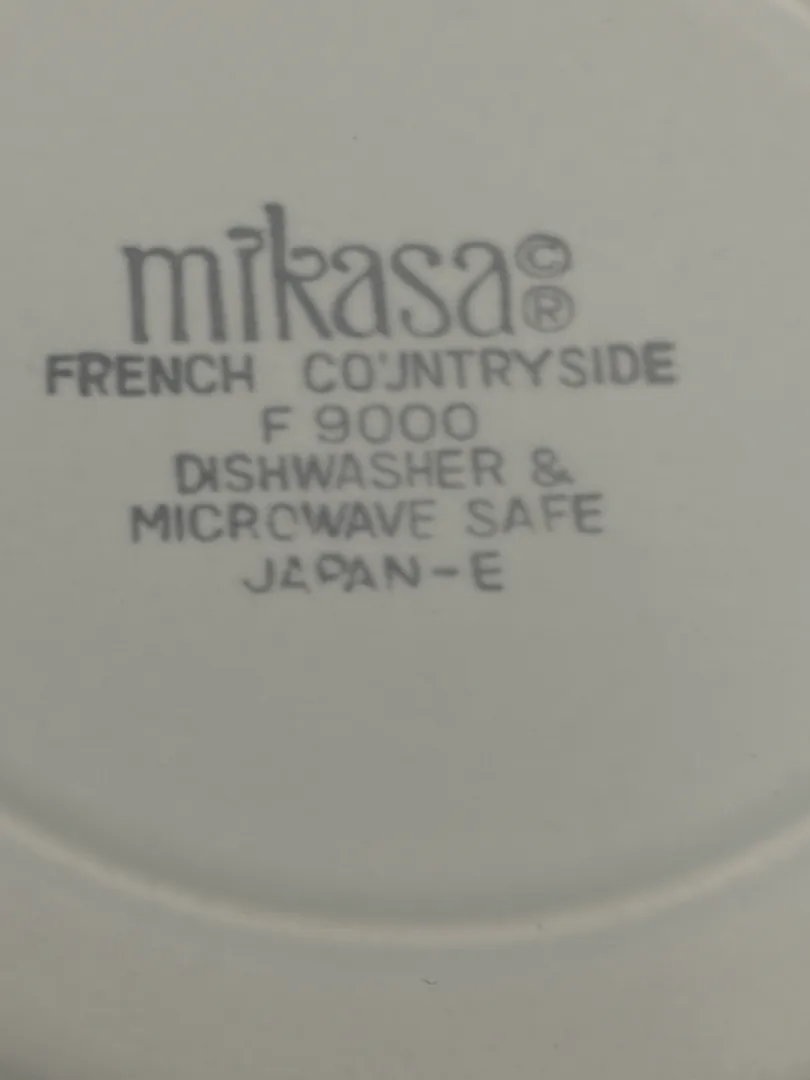 mikasa©®
FRENCH COUNTRYSIDE
F 9000
DISHWASHER &
MICROWAVE SAFE
JAPAN-E